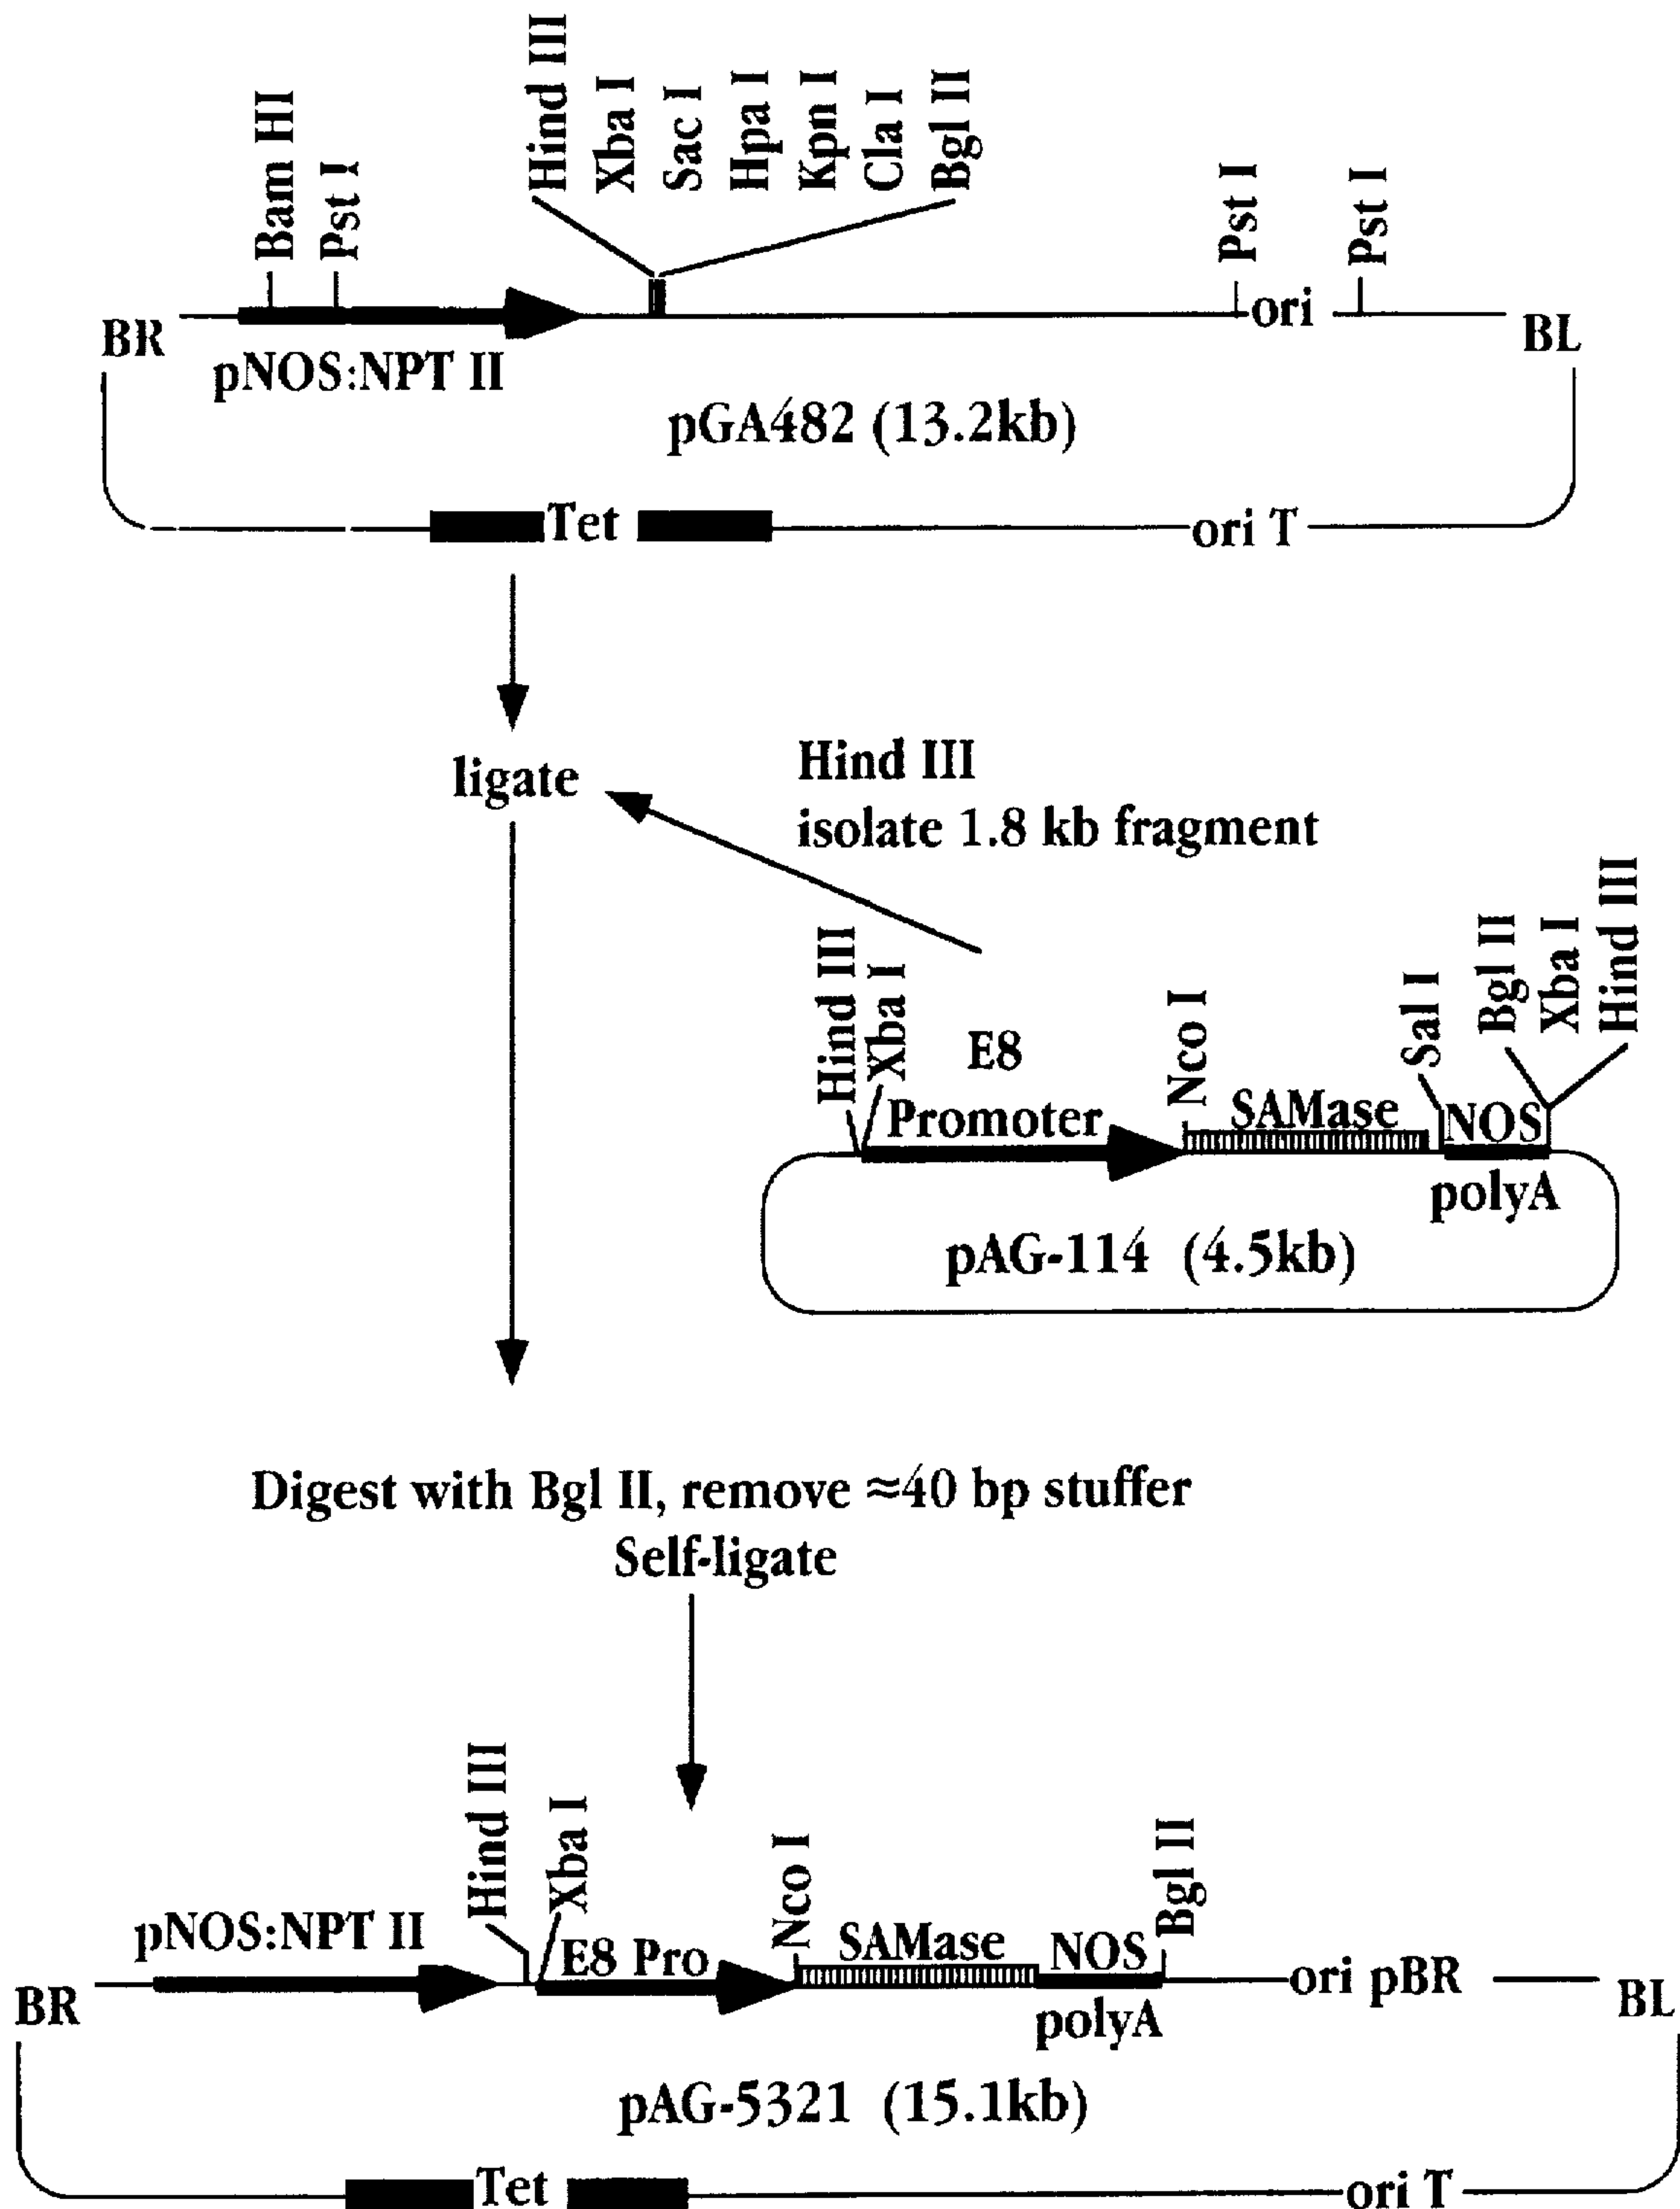 Bam HI
Pst I
Hind III
Xba I
Sac I
Hpa I
Kpn I
Cla I
Bgl II
Pst I
Pst I
BR
ori
BL
pNOS:NPT II
pGA482 (13.2kb)
Tet
ori T
ligate
Hind III
isolate 1.8 kb fragment
Hind III
Xba I
E8
Promoter
Nco I
SAMase
Sal I
NOS
Bgl II
Xba I
Hind III
polyA
pAG-114 (4.5kb)
Digest with Bgl II, remove ≈40 bp stuffer
Self-ligate
pNOS:NPT II
Hind III
Xba I
E8 Pro
Nco I
SAMase
NOS
Bgl II
BR
ori pBR
BL
polyA
pAG-5321 (15.1kb)
Tet
ori T